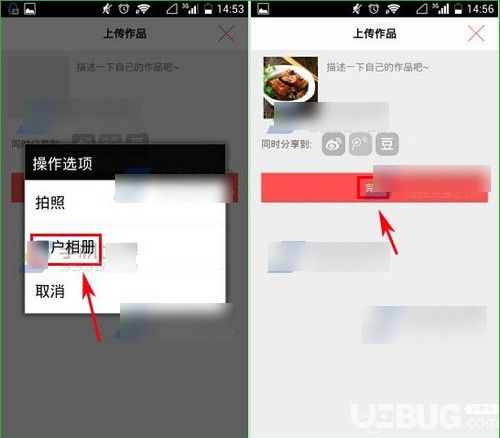 3G
14:53
上传作品
描述一下自己的作品吧~
同时分享到:
操作选项
拍照
户相册
取消
3G
14:56
上传作品
描述一下自己的作品吧~
同时分享到:
豆
完
UEBUG
.com